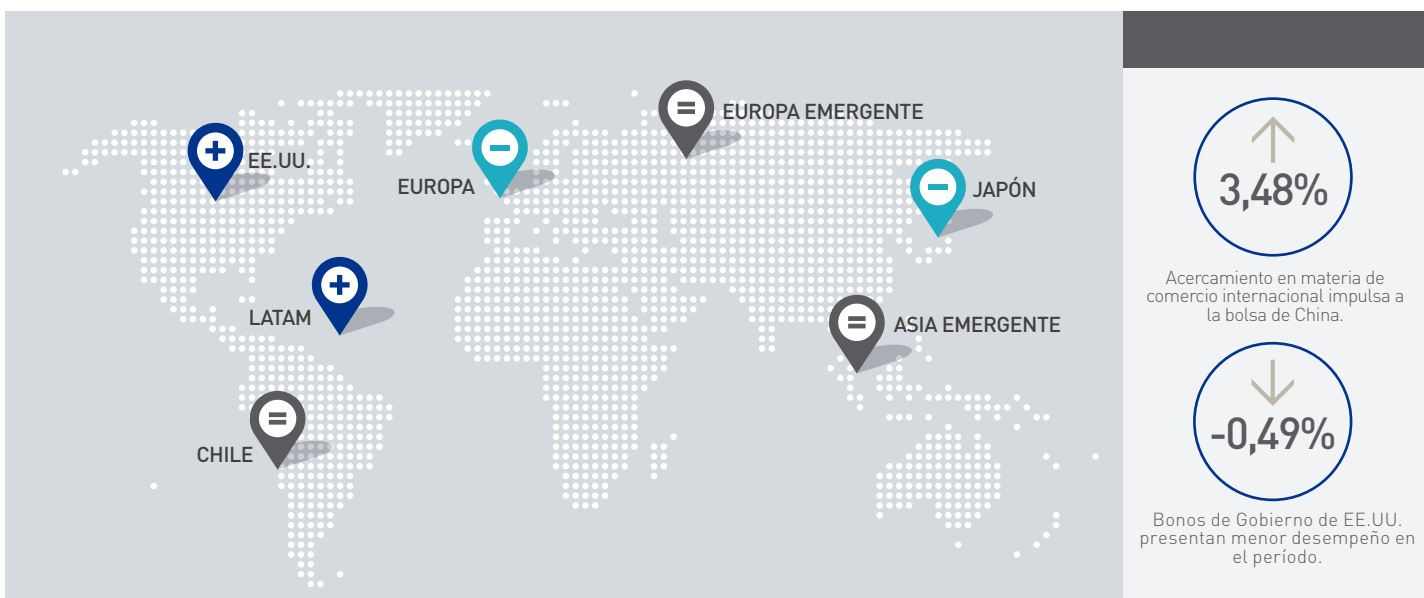 EUROPA EMERGENTE
EE.UU.
EUROPA
JAPÓN
LATAM
ASIA EMERGENTE
CHILE
3,48%
Acercamiento en materia de
comercio internacional impulsa a
la bolsa de China.
-0,49%
Bonos de Gobierno de EE.UU.
presentan menor desempeño en
el período.